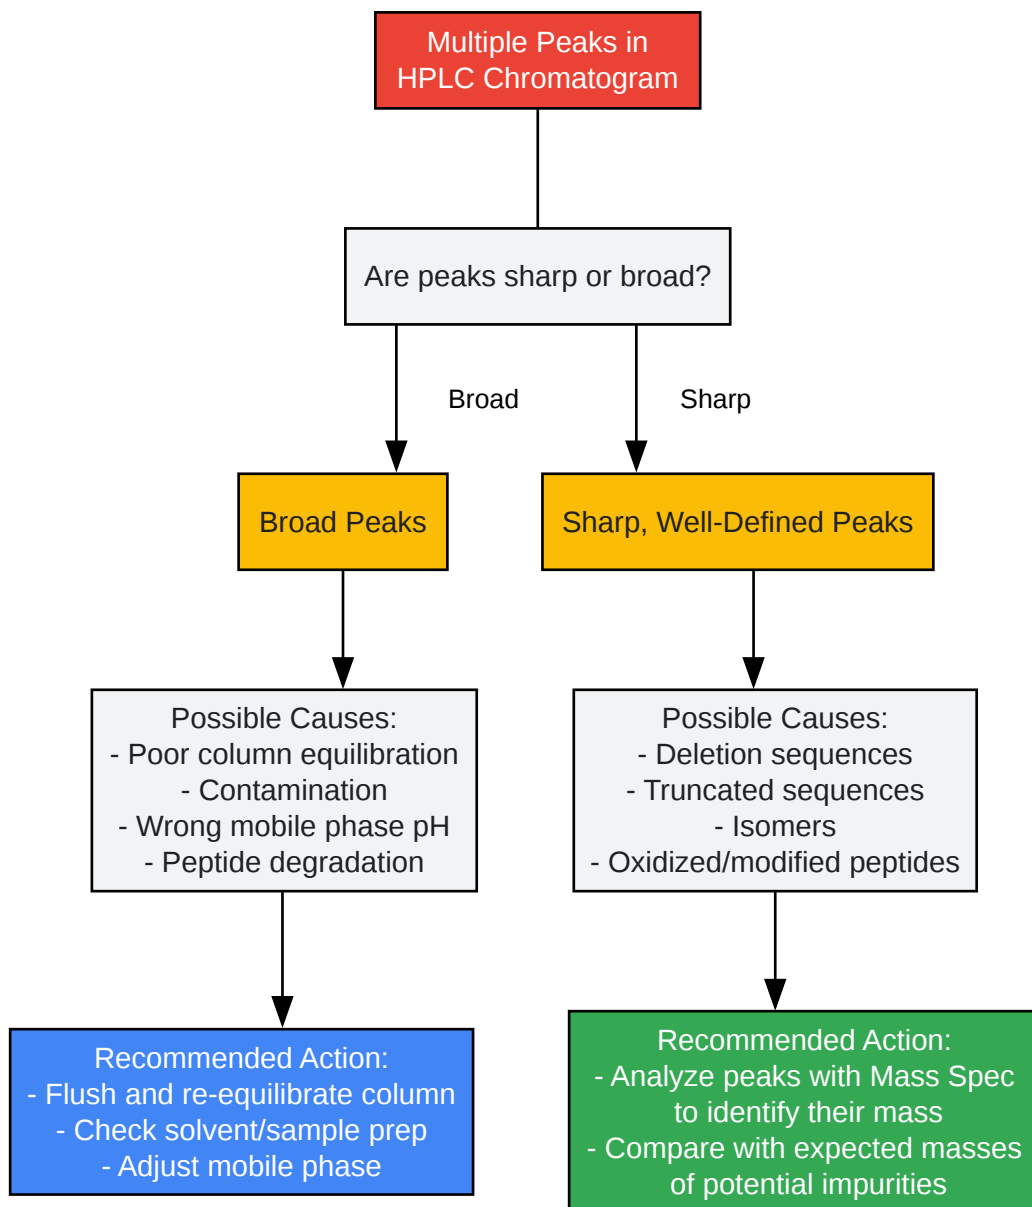 Multiple Peaks in
HPLC Chromatogram
Are peaks sharp or broad?
Broad
Sharp
Broad Peaks
Sharp, Well-Defined Peaks
Possible Causes:
- Poor column equilibration
- Contamination
- Wrong mobile phase pH
- Peptide degradation
Possible Causes:
- Deletion sequences
- Truncated sequences
- Isomers
- Oxidized/modified peptides
Recommended Action:
- Flush and re-equilibrate column
- Check solvent/sample prep
- Adjust mobile phase
Recommended Action:
- Analyze peaks with Mass Spec
to identify their mass
- Compare with expected masses
of potential impurities